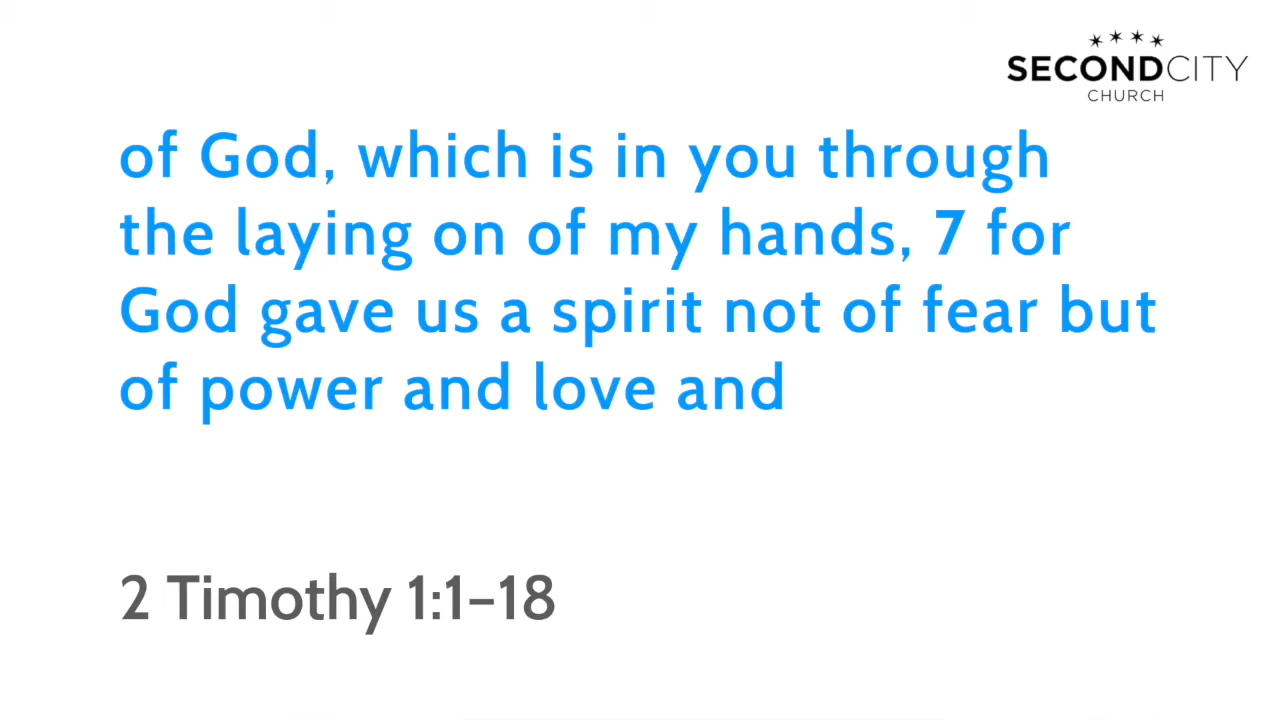 SECONDCITY
CHURCH
of God, which is in you through
the laying on of my hands, 7 for
God gave us a spirit not of fear but
of power and love and
2 Timothy 1:1–18